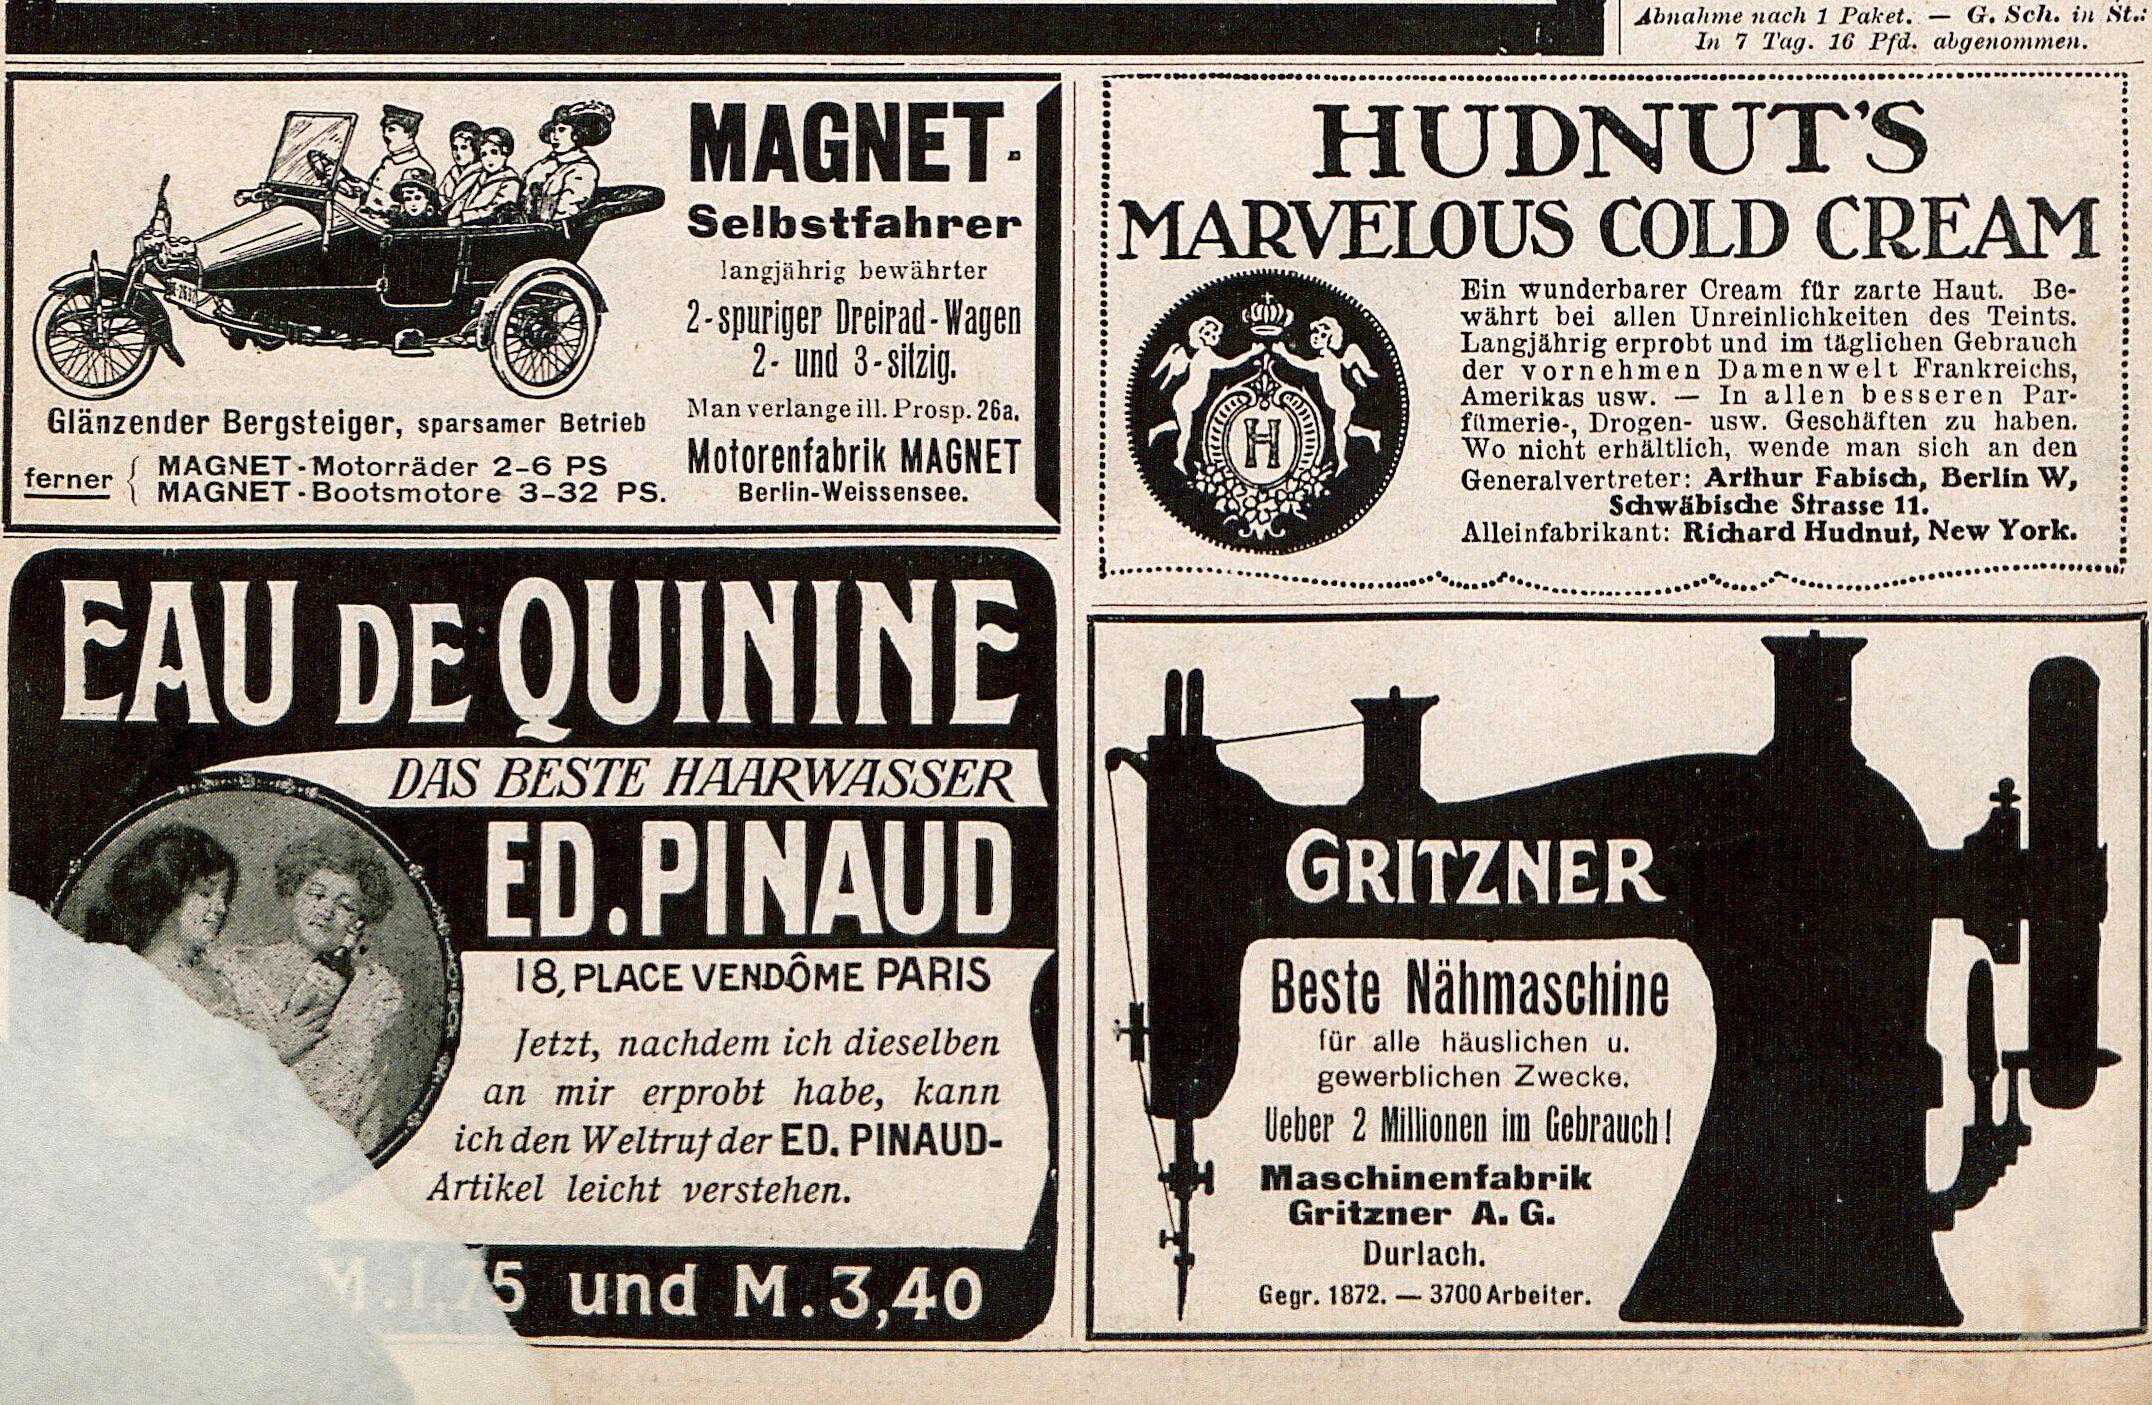 Abnahme nach 1 Paket. — G. Sch. in St.:
In 7 Tag. 16 Pfd. abgenommen.
MAGNET-
Selbstfahrer
langjährig bewährter
2-spuriger Dreirad-Wagen
2- und 3-sitzig.
Man verlange ill. Prosp. 26a.
Motorenfabrik MAGNET
Berlin-Weissensee.
Glänzender Bergsteiger, sparsamer Betrieb
ferner
MAGNET-Motorräder 2-6 PS
MAGNET-Bootsmotore 3-32 PS.
HUDNUT'S
MARVELOUS COLD CREAM
Ein wunderbarer Cream für zarte Haut. Be-
währt bei allen Unreinlichkeiten des Teints.
Langjährig erprobt und im täglichen Gebrauch
der vornehmen Damenwelt Frankreichs,
Amerikas usw. — In allen besseren Par-
fümerie-, Drogen- usw. Geschäften zu haben.
Wo nicht erhältlich, wende man sich an den
Generalvertreter: Arthur Fabisch, Berlin W,
Schwäbische Strasse 11.
Alleinfabrikant: Richard Hudnut, New York.
H
EAU DE QUININE
DAS BESTE HAARWASSER
ED. PINAUD
18, PLACE VENDÔME PARIS
Jetzt, nachdem ich dieselben
an mir erprobt habe, kann
ich den Weltruf der ED. PINAUD-
Artikel leicht verstehen.
M. 1,75 und M. 3,40
GRITZNER
Beste Nähmaschine
für alle häuslichen u.
gewerblichen Zwecke.
Ueber 2 Millionen im Gebrauch!
Maschinenfabrik
Gritzner A. G.
Durlach.
Gegr. 1872. — 3700 Arbeiter.